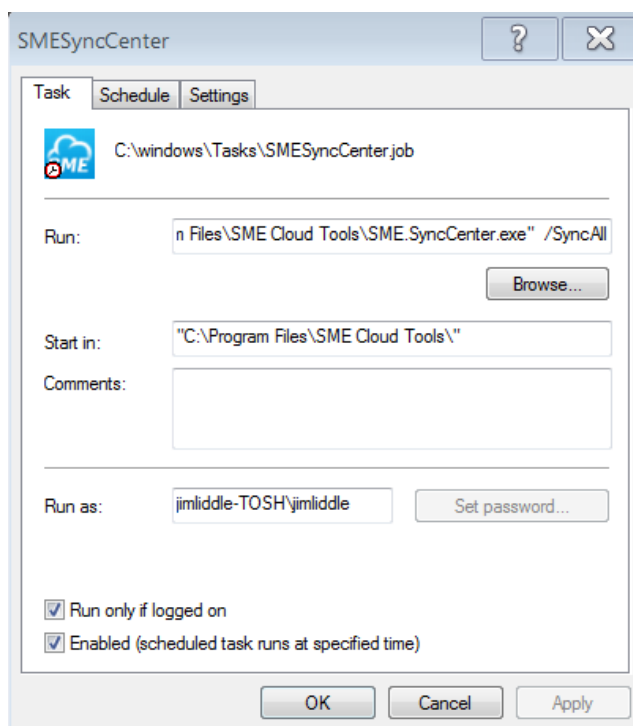 SMESyncCenter
Task Schedule Settings
SME
C:\windows\Tasks\SMESyncCenter.job
Run: n Files\SME Cloud Tools\SME.SyncCenter.exe" /SyncAll
Browse...
Start in: "C:\Program Files\SME Cloud Tools\"
Comments:
Run as: jimliddle-TOSH\jimliddle Set password...
Run only if logged on
Enabled (scheduled task runs at specified time)
OK Cancel Apply